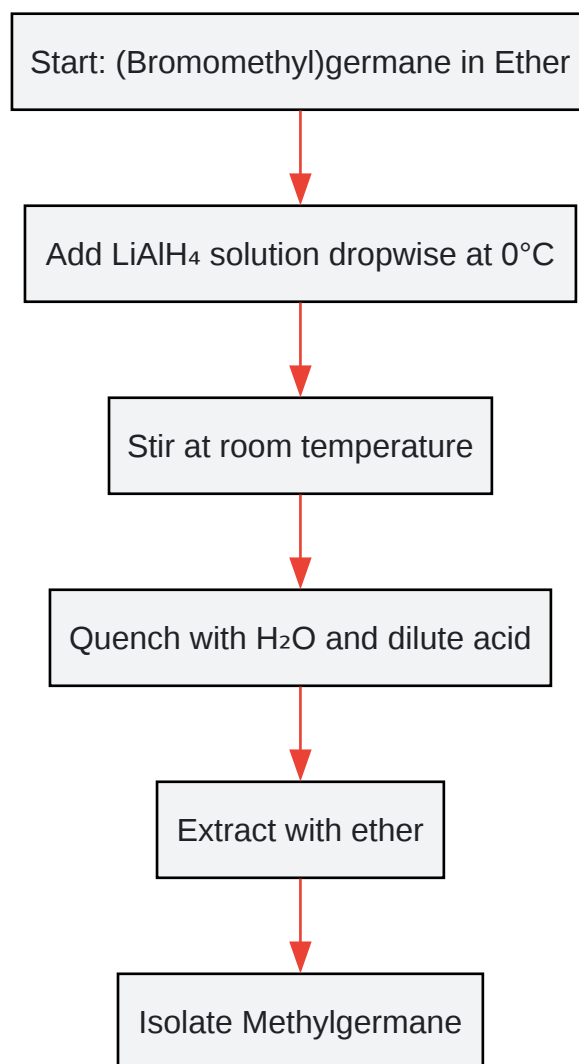 Start: (Bromomethyl)germane in Ether
Add LiAlH₄ solution dropwise at 0°C
Stir at room temperature
Quench with H₂O and dilute acid
Extract with ether
Isolate Methylgermane